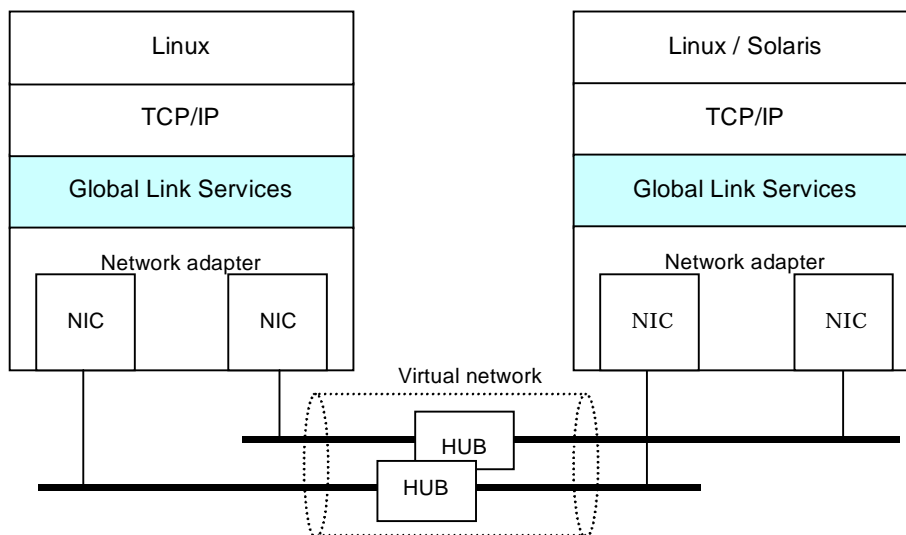 Linux
TCP/IP
Global Link Services
Network adapter
NIC
NIC
Linux / Solaris
TCP/IP
Global Link Services
Network adapter
NIC
NIC
Virtual network
HUB
HUB